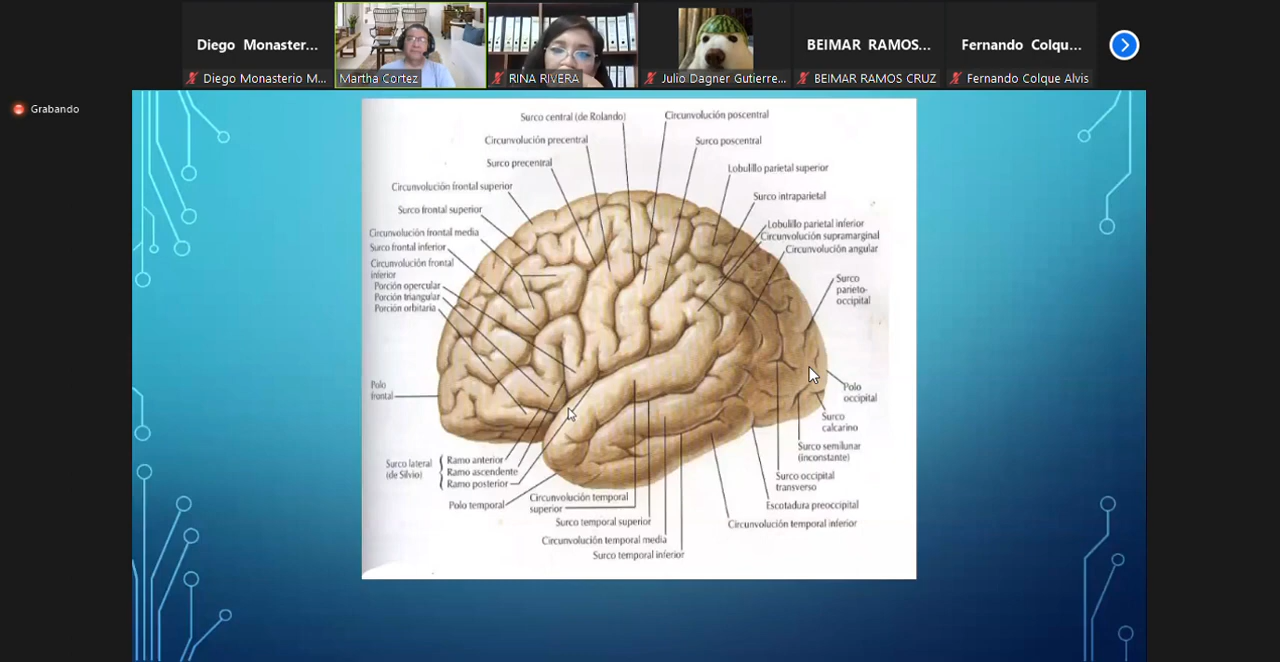 Diego Monaster...
BEIMAR RAMOS...
Fernando Colqu...
Diego Monasterio M...
Martha Cortez
RINA RIVERA
Julio Dagner Gutierre...
BEIMAR RAMOS CRUZ
Fernando Colque Alvis
Grabando
Surco central (de Rolando)
Circunvolución precentral
Surco precentral
Circunvolución frontal superior
Surco frontal superior
Circunvolución frontal media
Surco frontal inferior
Circunvolución frontal
inferior
Porción opercular
Porción triangular
Porción orbitaria
Polo
frontal
Surco lateral
(de Silvio)
Ramo anterior
Ramo ascendente
Ramo posterior
Polo temporal
Circunvolución temporal
superior
Surco temporal superior
Circunvolución temporal media
Surco temporal inferior
Circunvolución poscentral
Surco poscentral
Lobulillo parietal superior
Surco intraparietal
Lobulillo parietal inferior
Circunvolución supramarginal
Circunvolución angular
Surco
parieto-
occipital
Polo
occipital
Surco
calcarino
Surco semilunar
(inconstante)
Surco occipital
transverso
Escotadura preoccipital
Circunvolución temporal inferior